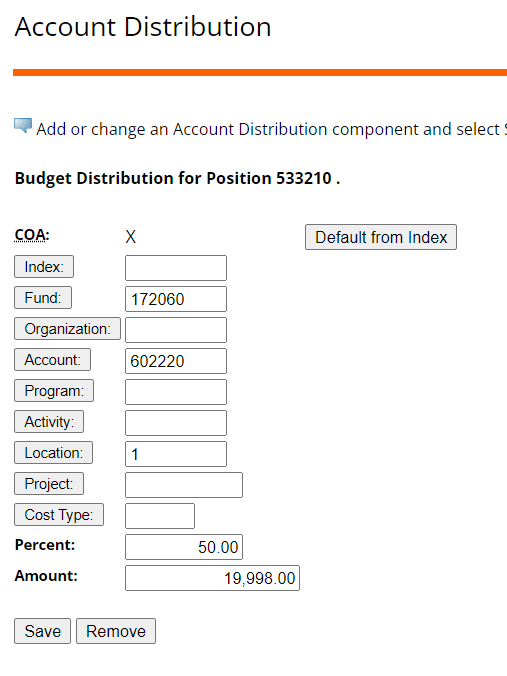 Account Distribution
Add or change an Account Distribution component and select
Budget Distribution for Position 533210 .
COA: X Default from Index
Index:
Fund: 172060
Organization:
Account: 602220
Program:
Activity:
Location: 1
Project:
Cost Type:
Percent: 50.00
Amount: 19,998.00
Save Remove